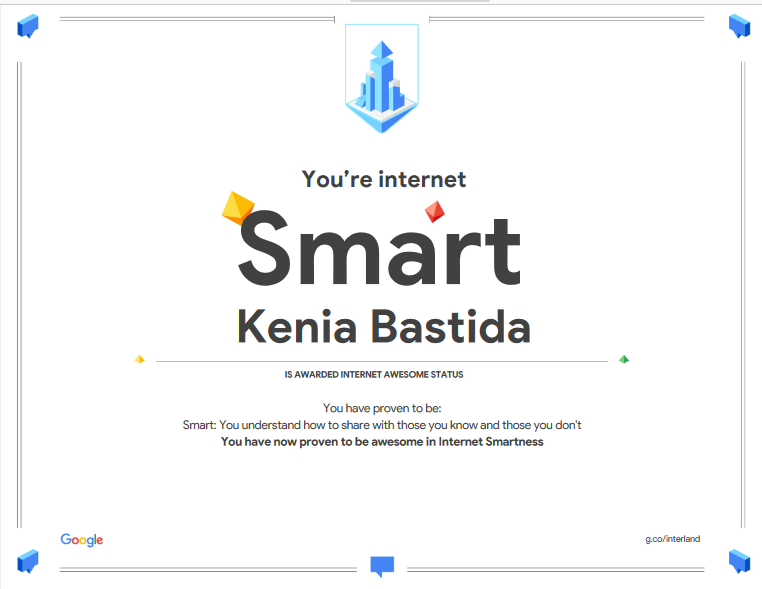 You're internet
Smart
Kenia Bastida
IS AWARDED INTERNET AWESOME STATUS
You have proven to be:
Smart: You understand how to share with those you know and those you don't
You have now proven to be awesome in Internet Smartness
Google
g.co/interland